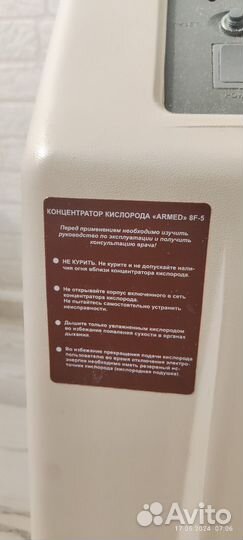 КОНЦЕНТРАТОР КИСЛОРОДА «ARMED» 8F-5
Перед применением необходимо изучить
руководство по эксплуатации и получить
консультацию врача!
НЕ КУРИТЬ. Не курите и не допускайте нали-
чия огня вблизи концентратора кислорода.
Не открывайте корпус включенного в сеть
концентратора кислорода.
Не пытайтесь самостоятельно устранить
неисправности.
Дышите только увлажненным кислородом
во избежание появления сухости в органах
дыхания.
Во избежание прекращения подачи кислорода
пользователю во время отключения электро-
энергии необходимо иметь резервный ис-
точник кислорода (кислородная подушка).
Avito
17.05.2024 07:06